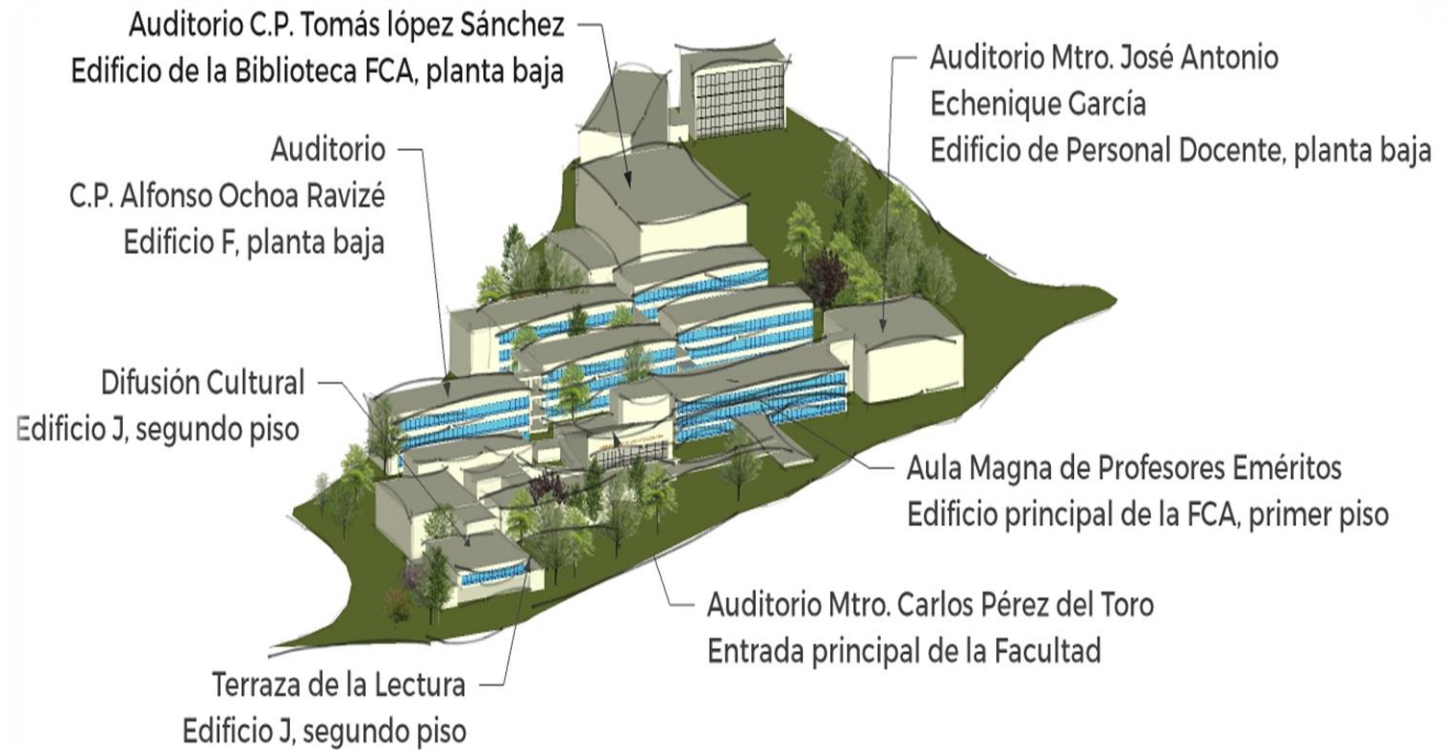 Auditorio C.P. Tomás lópez Sánchez
Edificio de la Biblioteca FCA, planta baja
Auditorio Mtro. José Antonio
Echenique García
Edificio de Personal Docente, planta baja
Auditorio
C.P. Alfonso Ochoa Ravizé
Edificio F, planta baja
Difusión Cultural
Edificio J, segundo piso
Aula Magna de Profesores Eméritos
Edificio principal de la FCA, primer piso
Auditorio Mtro. Carlos Pérez del Toro
Entrada principal de la Facultad
Terraza de la Lectura
Edificio J, segundo piso